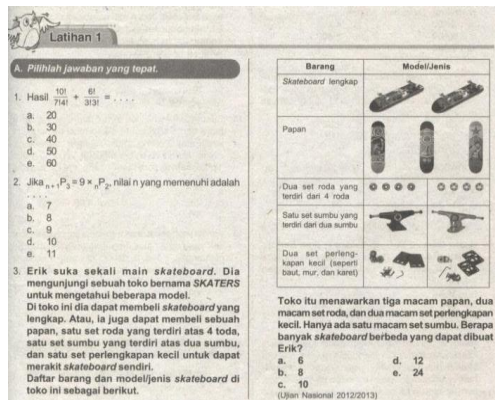 Latihan 1
A. Pilihlah jawaban yang tepat.
1. Hasil 10!/7!4! + 6!/3!3! = . . . .
a. 20
b. 30
c. 40
d. 50
e. 60
2. Jika n + 1P3 = 9 × nP2, nilai n yang memenuhi adalah
. . . .
a. 7
b. 8
c. 9
d. 10
e. 11
3. Erik suka sekali main skateboard. Dia
mengunjungi sebuah toko bernama SKATERS
untuk mengetahui beberapa model.
Di toko ini dia dapat membeli skateboard yang
lengkap. Atau, ia juga dapat membeli sebuah
papan, satu set roda yang terdiri atas 4 toda,
satu set sumbu yang terdiri atas dua sumbu,
dan satu set perlengkapan kecil untuk dapat
merakit skateboard sendiri.
Daftar barang dan model/jenis skateboard di
toko ini sebagai berikut.
Barang Model/Jenis
Skateboard lengkap
Papan
Dua set roda yang
terdiri dari 4 roda
Satu set sumbu yang
terdiri dari dua sumbu
Dua set perleng-
kapan kecil (seperti
baut, mur, dan karet)
Toko itu menawarkan tiga macam papan, dua
macam set roda, dan dua macam set perlengkapan
kecil. Hanya ada satu macam set sumbu. Berapa
banyak skateboard berbeda yang dapat dibuat
Erik?
a. 6 d. 12
b. 8 e. 24
c. 10
(Ujian Nasional 2012/2013)